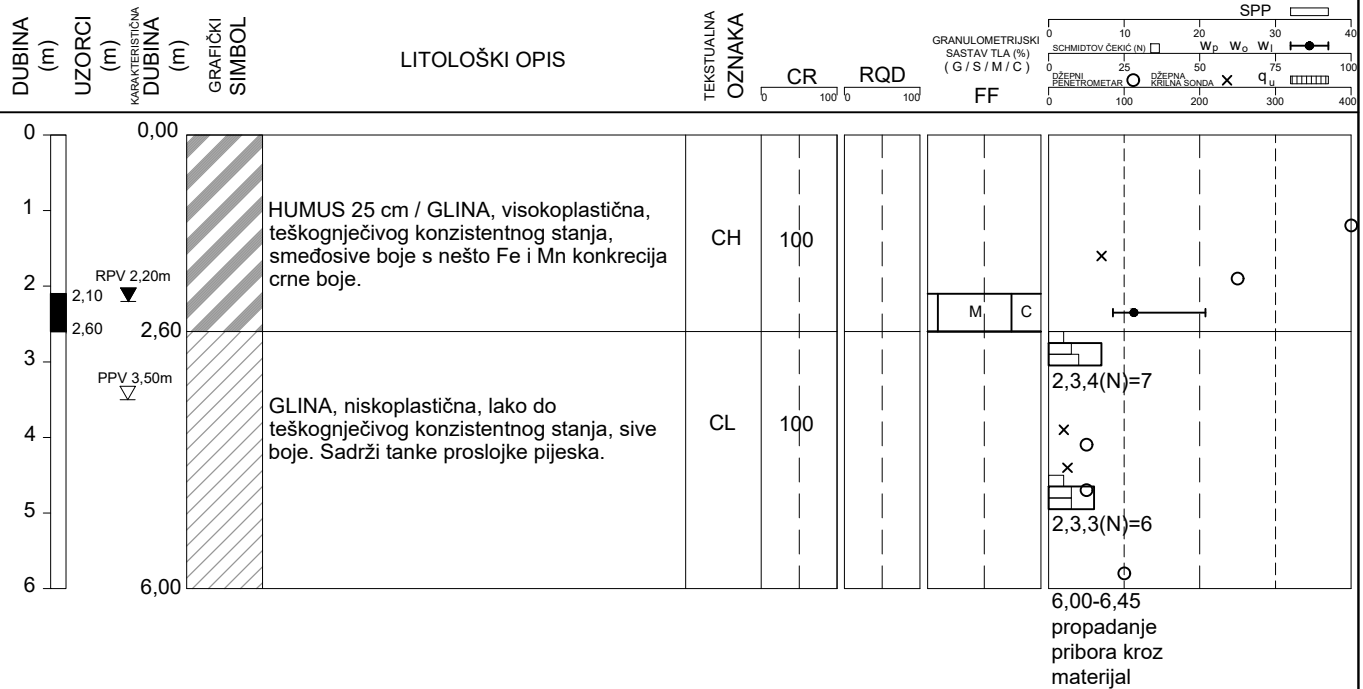 DUBINA
(m)
UZORCI
(m)
KARAKTERISTIČNA
DUBINA
(m)
GRAFIČKI
SIMBOL
LITOLOŠKI OPIS
TEKSTUALNA
OZNAKA
CR
0 100
RQD
0 100
GRANULOMETRIJSKI
SASTAV TLA (%)
( G / S / M / C )
FF
SPP
0 10 20 30 40
SCHMIDTOV ČEKIĆ (N) wp wo wl
0 25 50 75 100
DŽEPNI
PENETROMETAR
DŽEPNA
KRILNA SONDA
qu
0 100 200 300 400
0
0,00
1
HUMUS 25 cm / GLINA, visokoplastična,
teškognječivog konzistentnog stanja,
smeđosive boje s nešto Fe i Mn konkrecija
crne boje.
CH
100
2
RPV 2,20m
2,10
2,60
2,60
M C
3
2,3,4(N)=7
PPV 3,50m
GLINA, niskoplastična, lako do
teškognječivog konzistentnog stanja, sive
boje. Sadrži tanke proslojke pijeska.
CL
100
4
5
2,3,3(N)=6
6
6,00
6,00-6,45
propadanje
pribora kroz
materijal